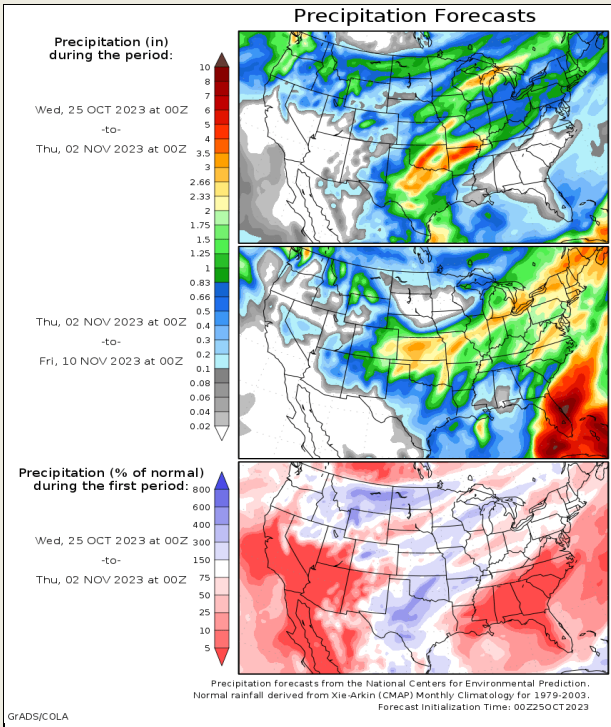 Precipitation Forecasts
Precipitation (in)
during the period:
Wed, 25 OCT 2023 at 00Z
-to-
Thu, 02 NOV 2023 at 00Z
10
8
7
6
5
4
3.5
3
2.66
2.33
2
1.75
1.5
1.25
1
0.83
0.66
0.5
0.4
0.3
0.2
0.1
0.08
0.06
0.04
0.02
Thu, 02 NOV 2023 at 00Z
-to-
Fri, 10 NOV 2023 at 00Z
Precipitation (% of normal)
during the first period:
Wed, 25 OCT 2023 at 00Z
-to-
Thu, 02 NOV 2023 at 00Z
800
600
400
300
150
75
50
25
10
5
Precipitation forecasts from the National Centers for Environmental Prediction.
Normal rainfall derived from Xie-Arkin (CMAP) Monthly Climatology for 1979-2003.
Forecast Initialization Time: 00Z25OCT2023
GrADS/COLA